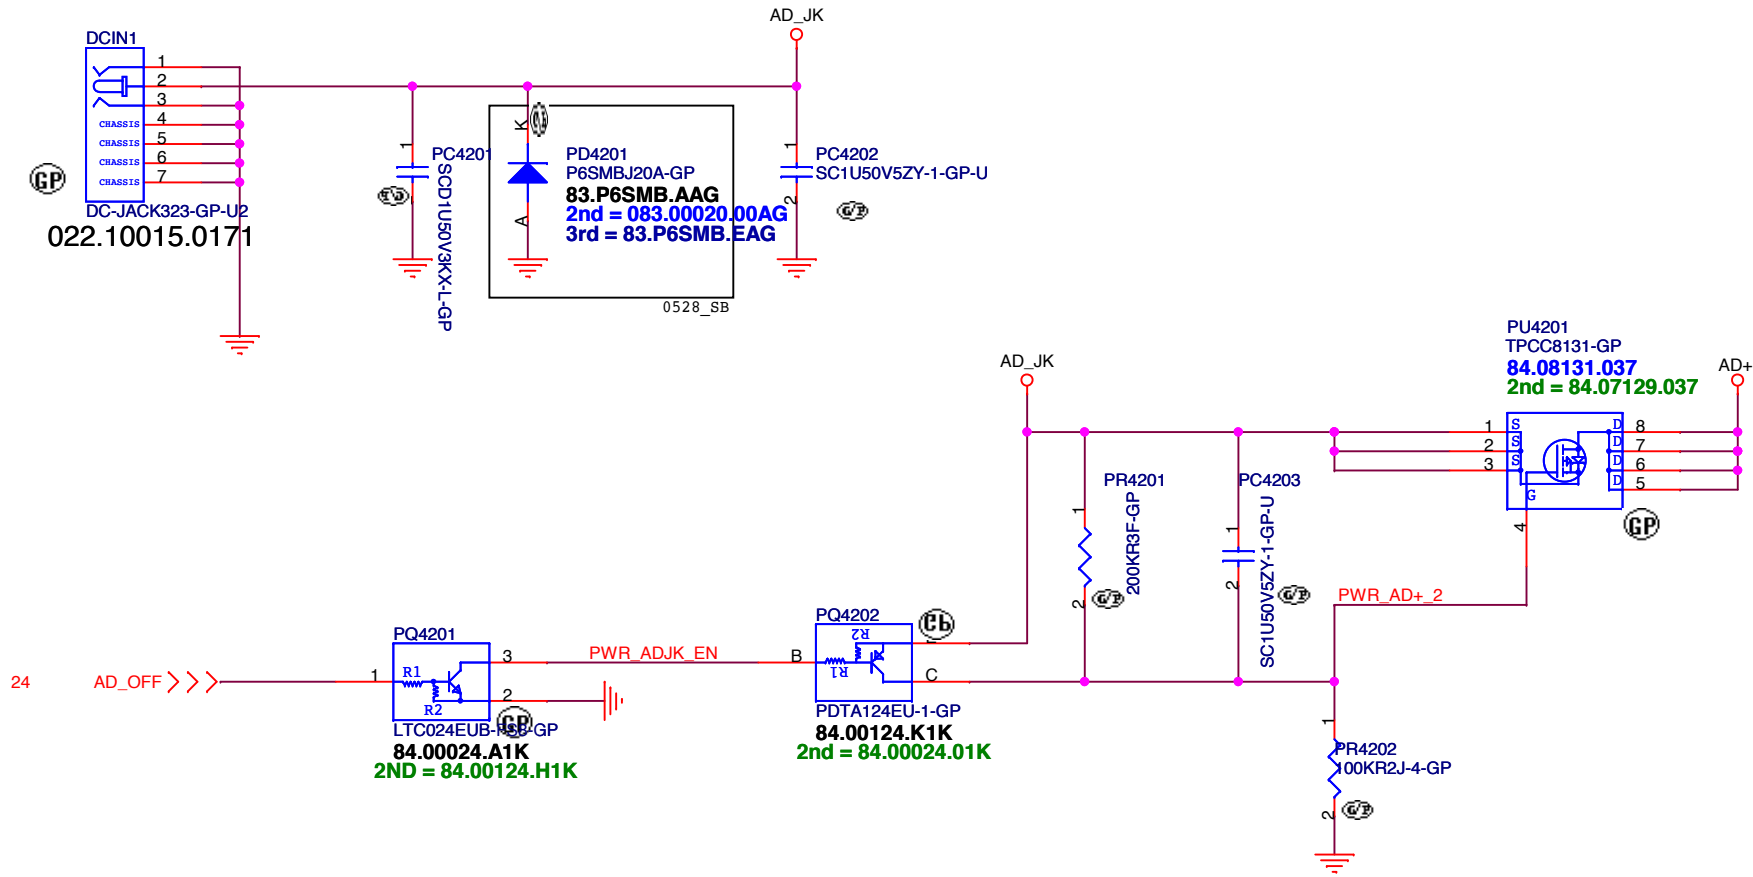 AD_JK
DCIN1
1
2
3
4
5
6
7
CHASSIS
CHASSIS
CHASSIS
CHASSIS
GP
DC-JACK323-GP-U2
022.10015.0171
1
PC4201
SCD1U50V3KX-L-GP
K
A
PD4201
P6SMBJ20A-GP
83.P6SMB.AAG
2nd = 083.00020.00AG
3rd = 83.P6SMB.EAG
0528_SB
1
2
PC4202
SC1U50V5ZY-1-GP-U
G/P
AD_JK
PU4201
TPCC8131-GP
84.08131.037
2nd = 84.07129.037
AD+
1
2
3
S
S
S
G
D
D
D
D
8
7
6
5
4
GP
PR4201
200KR3F-GP
1
2
G/P
PC4203
SC1U50V5ZY-1-GP-U
1
2
G/P
PWR_AD+_2
24
AD_OFF
1
PQ4201
R1
R2
3
2
GP
84.00024.A1K
2ND = 84.00124.H1K
PWR_ADJK_EN
PQ4202
B
R2
R1
C
GP
PDTA124EU-1-GP
84.00124.K1K
2nd = 84.00024.01K
1
PR4202
100KR2J-4-GP
2
G/P